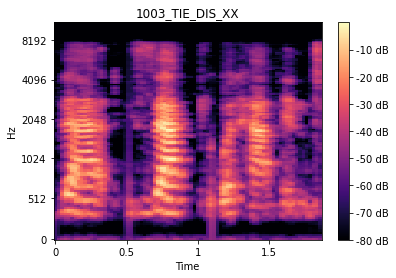 1003_TIE_DIS_XX
8192
4096
2048
1024
512
0
Hz
0
0.5
1
1.5
Time
-10 dB
-20 dB
-30 dB
-40 dB
-50 dB
-60 dB
-70 dB
-80 dB